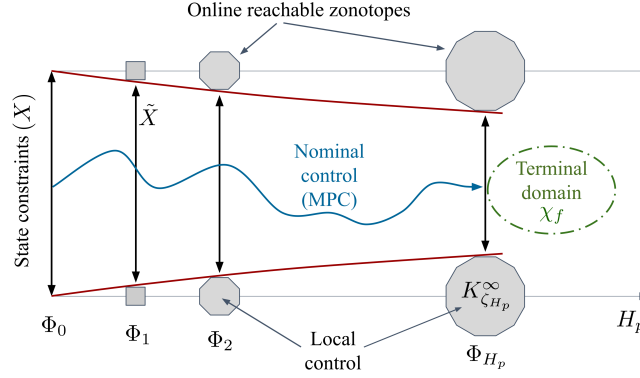 Online reachable zonotopes
State constraints (X)
X̃
Nominal
control
(MPC)
Terminal
domain
χ_f
K^∞_{ζ_{H_p}}
Φ_0
Φ_1
Φ_2
Local
control
Φ_{H_p}
H_p